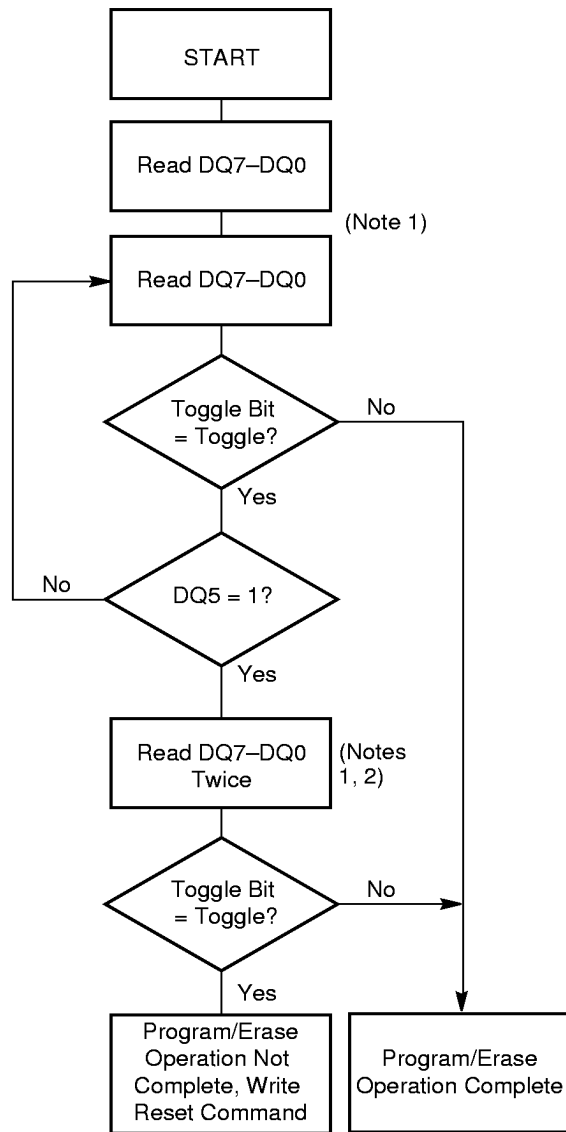 START
Read DQ7–DQ0
(Note 1)
Read DQ7–DQ0
Toggle Bit
= Toggle?
No
Yes
No
DQ5 = 1?
Yes
Read DQ7–DQ0
Twice
(Notes
1, 2)
Toggle Bit
= Toggle?
No
Yes
Program/Erase
Operation Not
Complete, Write
Reset Command
Program/Erase
Operation Complete